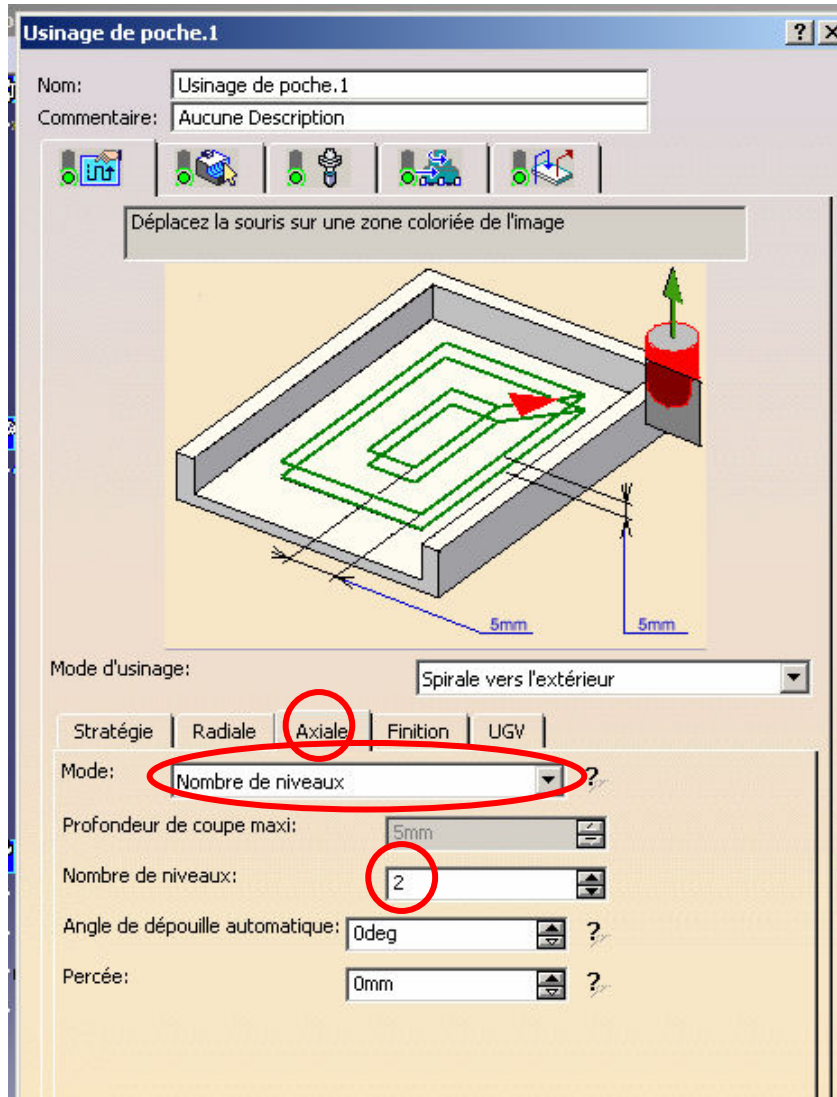 Usinage de poche.1
Nom: Usinage de poche.1
Commentaire: Aucune Description
Déplacez la souris sur une zone coloriée de l'image
5mm 5mm
Mode d'usinage: Spirale vers l'extérieur
Stratégie Radiale Axiale Finition UGV
Mode: Nombre de niveaux ?
Profondeur de coupe maxi: 5mm
Nombre de niveaux: 2
Angle de dépouille automatique: 0deg ?
Percée: 0mm ?